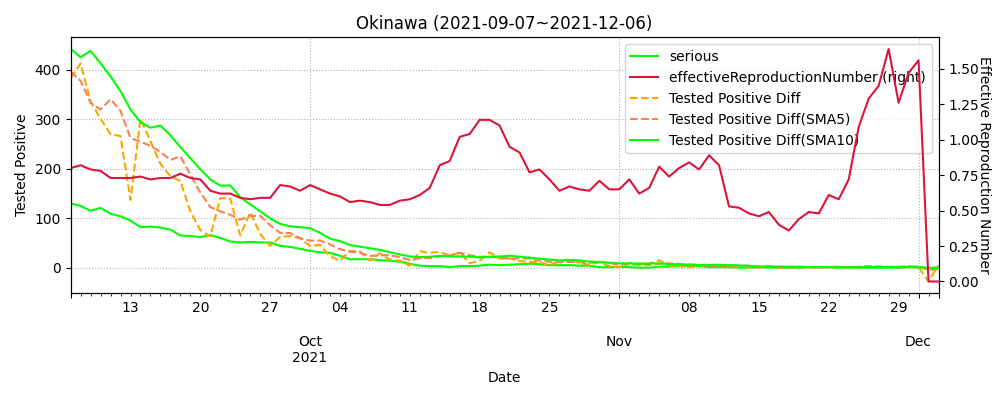 Okinawa (2021-09-07~2021-12-06)
serious
effectiveReproductionNumber (right)
Tested Positive Diff
Tested Positive Diff(SMA5)
Tested Positive Diff(SMA10)
Tested Positive
400
300
200
100
0
Effective Reproduction Number
1.50
1.25
1.00
0.75
0.50
0.25
0.00
13 20 27 04 11 18 25 08 15 22 29
Oct Nov Dec
2021
Date